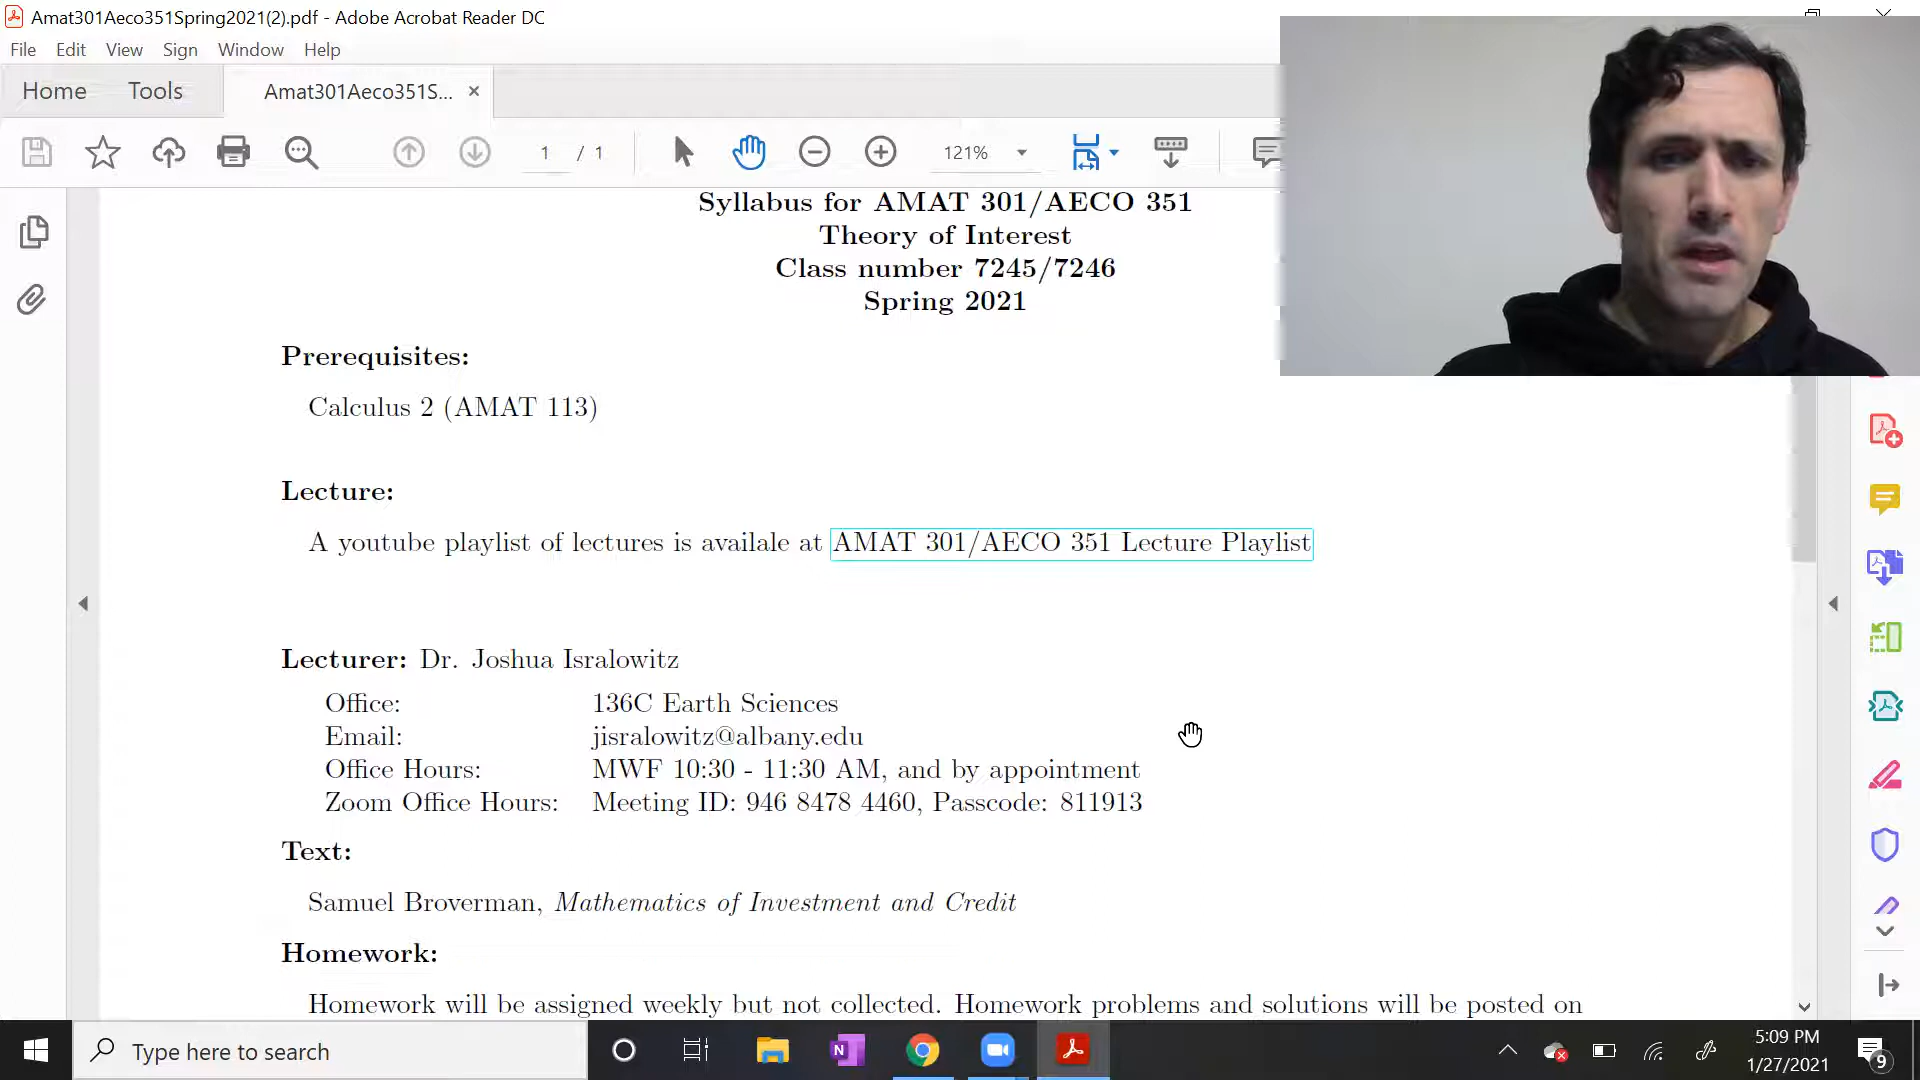 Amat301Aeco351Spring2021(2).pdf - Adobe Acrobat Reader DC
File Edit View Sign Window Help
Home Tools Amat301Aeco351S... ×
1 / 1 121%
Syllabus for AMAT 301/AECO 351
Theory of Interest
Class number 7245/7246
Spring 2021
Prerequisites:
Calculus 2 (AMAT 113)
Lecture:
A youtube playlist of lectures is availale at AMAT 301/AECO 351 Lecture Playlist
Lecturer: Dr. Joshua Isralowitz
Office: 136C Earth Sciences
Email: jisralowitz@albany.edu
Office Hours: MWF 10:30 - 11:30 AM, and by appointment
Zoom Office Hours: Meeting ID: 946 8478 4460, Passcode: 811913
Text:
Samuel Broverman, Mathematics of Investment and Credit
Homework:
Homework will be assigned weekly but not collected. Homework problems and solutions will be posted on
Type here to search
5:09 PM
1/27/2021
9